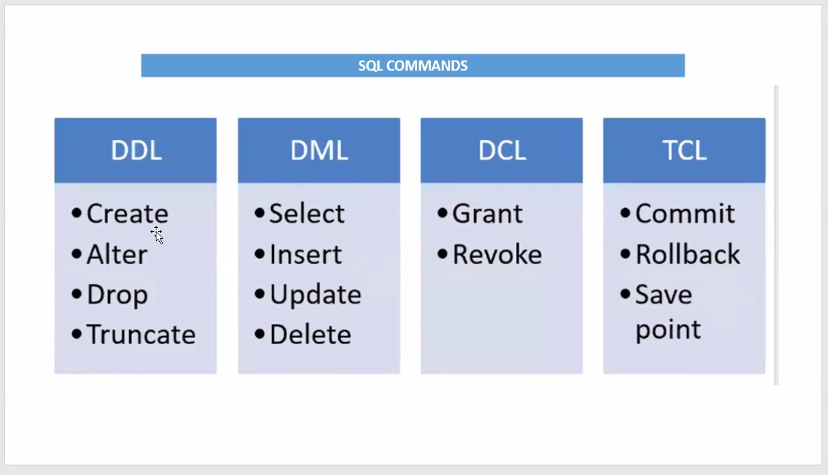 SQL COMMANDS
DDL
•Create
•Alter
•Drop
•Truncate
DML
•Select
•Insert
•Update
•Delete
DCL
•Grant
•Revoke
TCL
•Commit
•Rollback
•Save
point